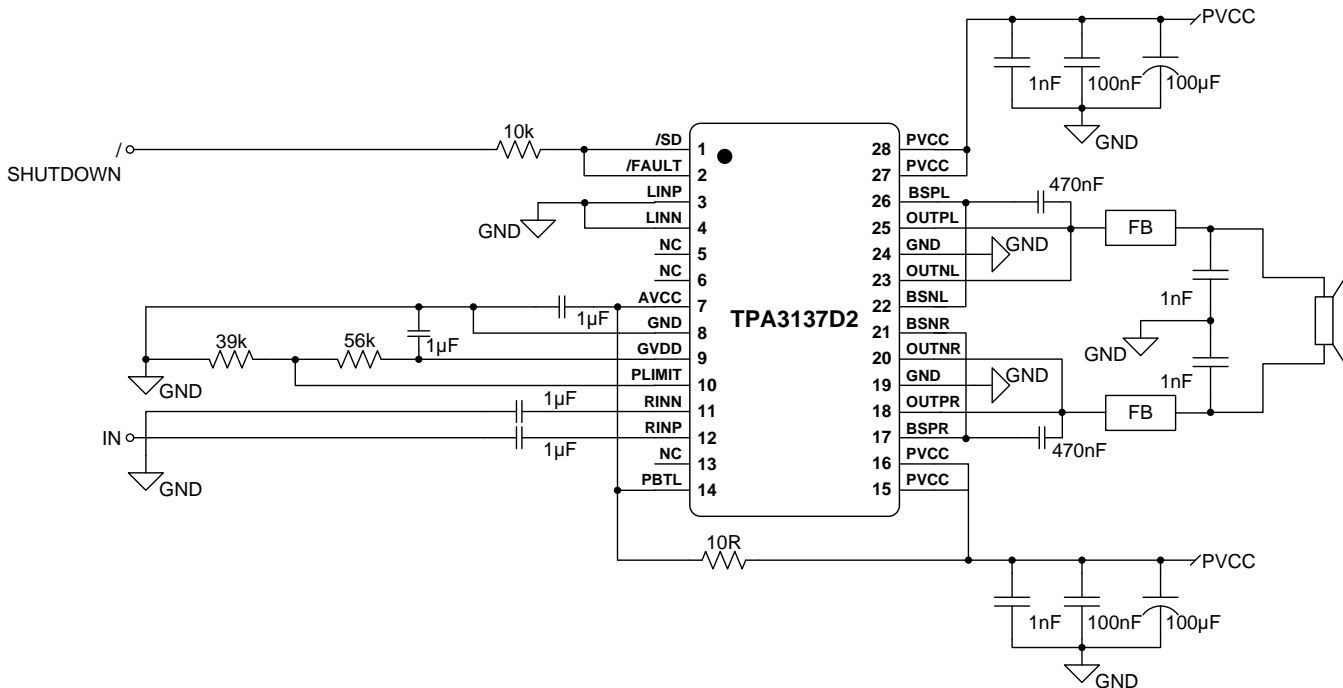 PVCC
1nF
100nF
100µF
GND
/
SHUTDOWN
10k
/SD
1
28
PVCC
/FAULT
2
27
PVCC
LINP
3
26
BSPL
470nF
GND
LINN
4
25
OUTPL
FB
NC
5
24
GND
GND
NC
6
23
OUTNL
1nF
AVCC
7
TPA3137D2
22
BSNL
1µF
GND
8
21
BSNR
GND
39k
56k
1µF
GVDD
9
20
OUTNR
GND
PLIMIT
10
19
GND
GND
1nF
1µF
RINN
11
18
OUTPR
FB
IN
1µF
RINP
12
17
BSPR
470nF
GND
NC
13
16
PVCC
PBTL
14
15
PVCC
10R
PVCC
1nF
100nF
100µF
GND